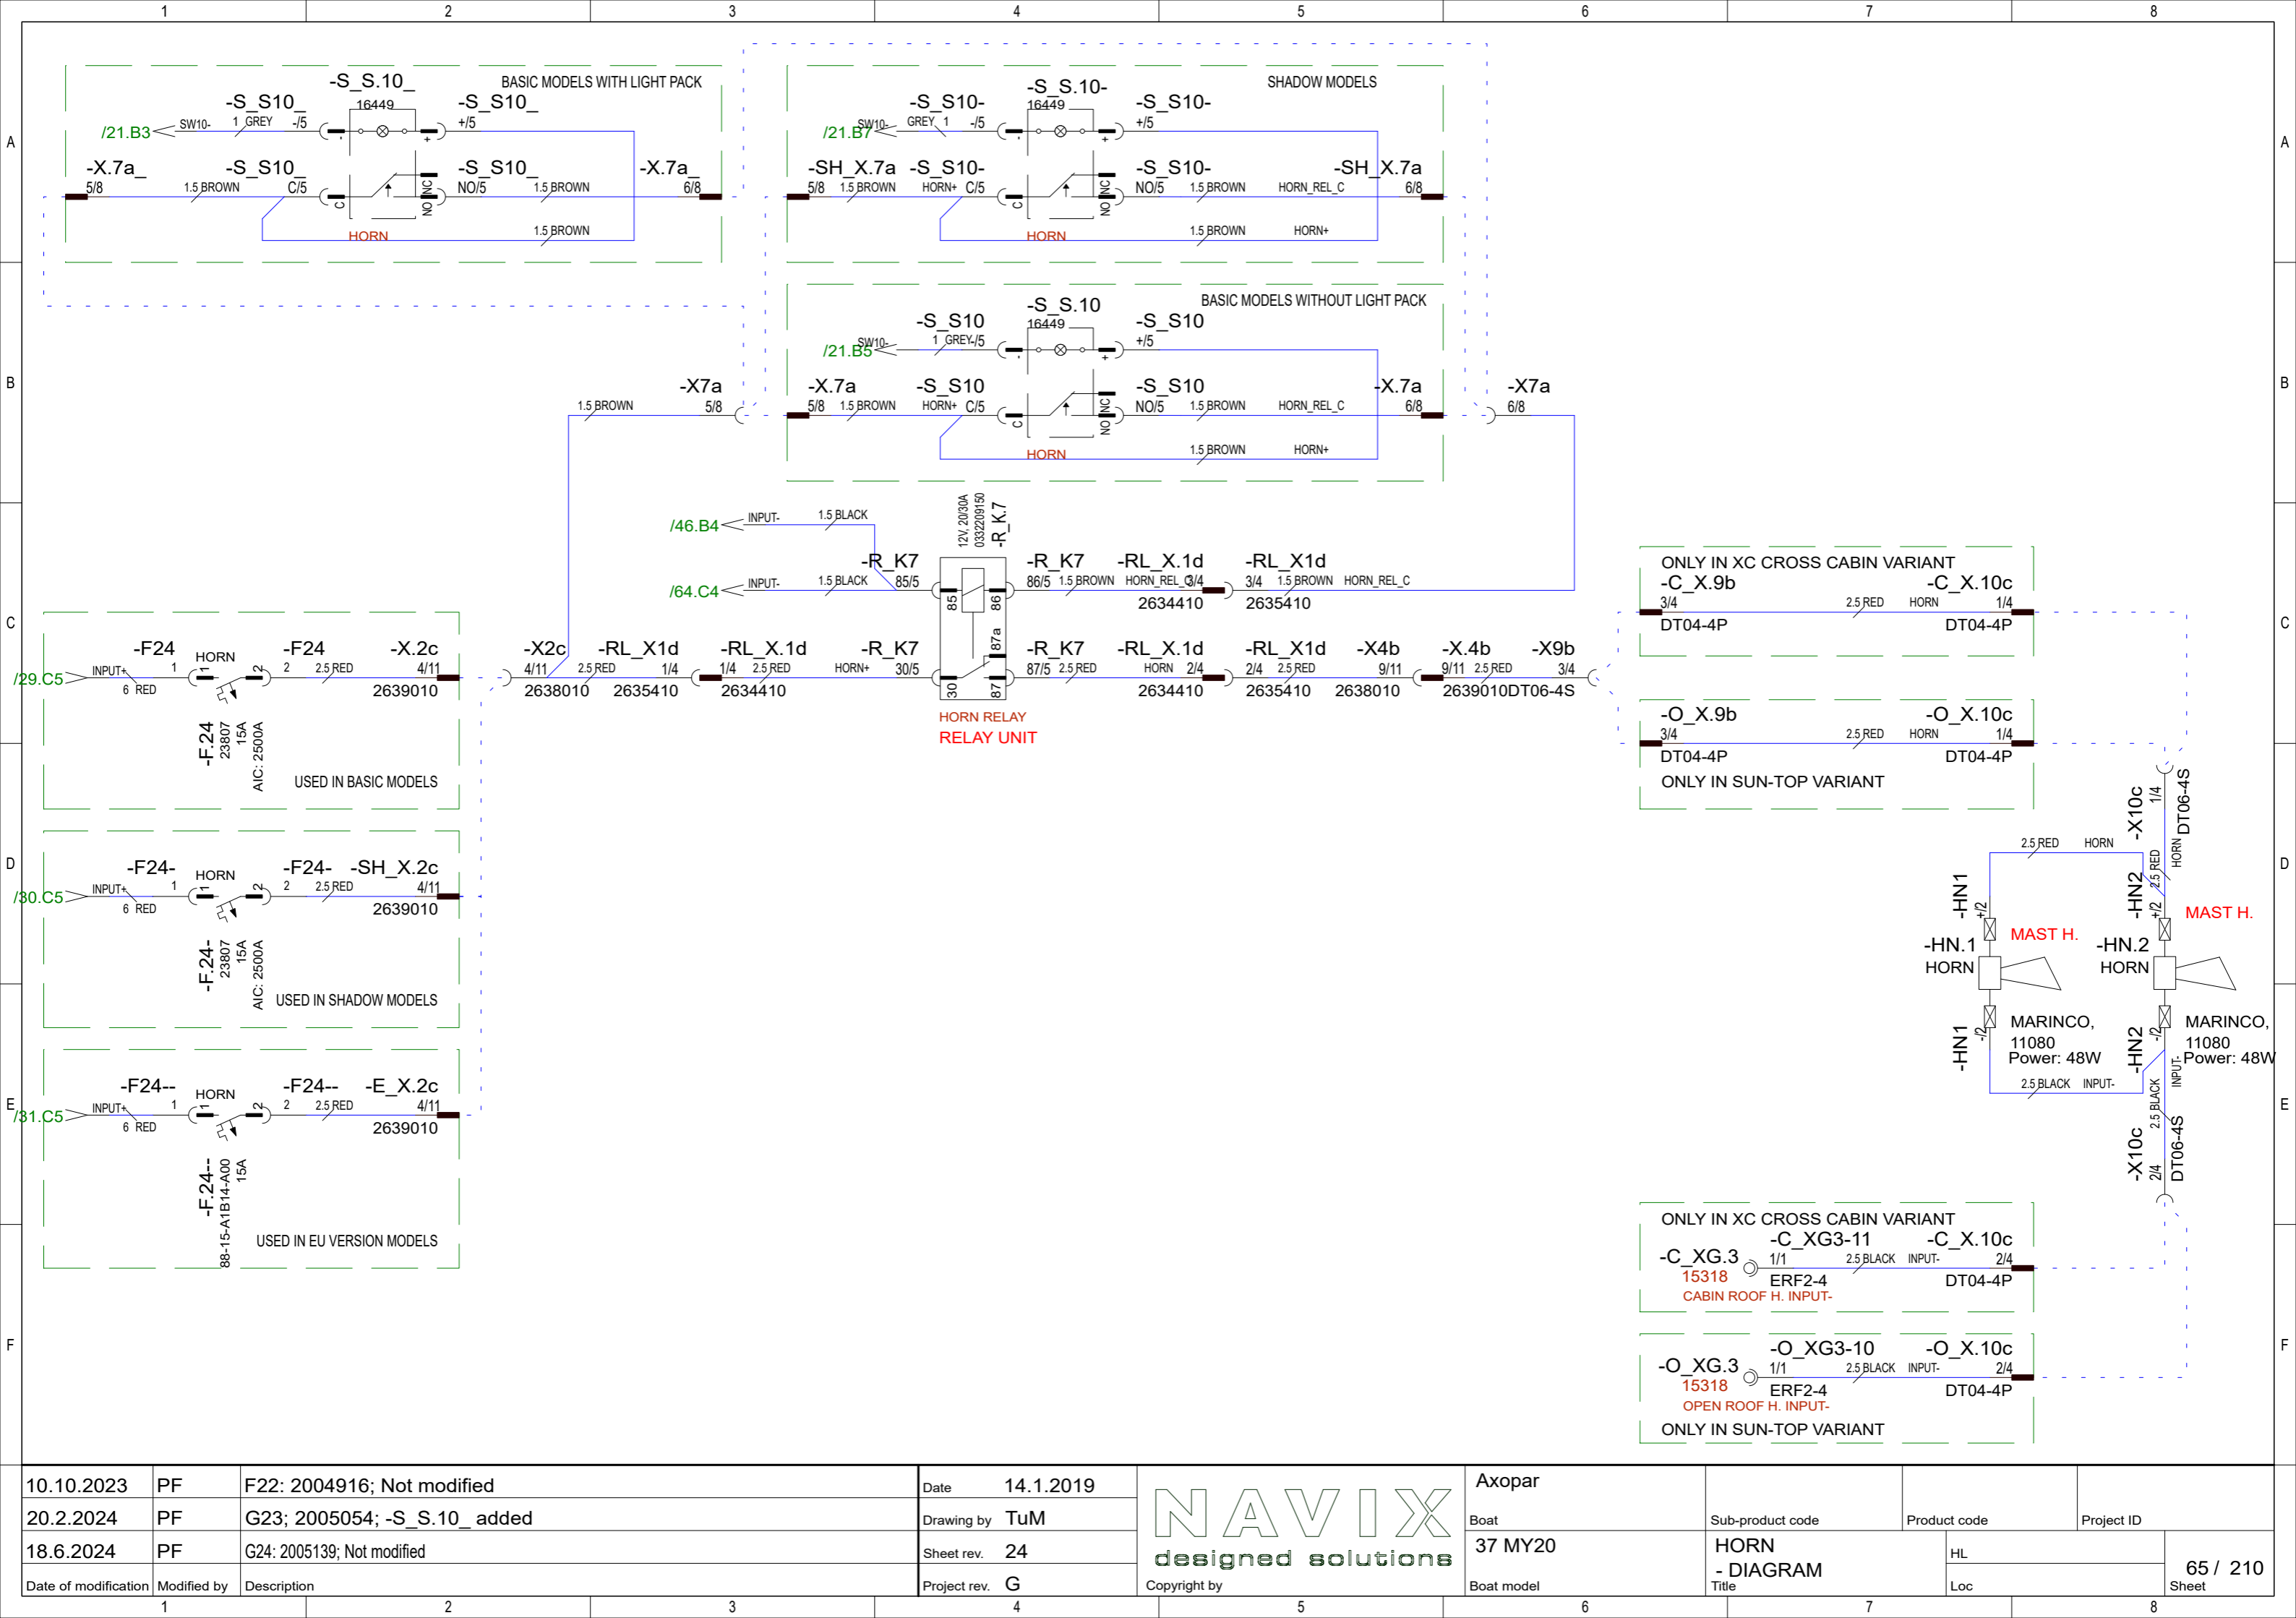 1 2 3 4 5 6 7 8
A B C D E F
BASIC MODELS WITH LIGHT PACK
-S_S.10_
16449
-S_S10_
-S_S10_
/21.B3
SW10-
1 GREY
-/5
+/5
-
+
-X.7a_
-S_S10_
-S_S10_
-X.7a_
5/8
1.5 BROWN
C/5
C
NO
NC
NO/5
1.5 BROWN
6/8
HORN
1.5 BROWN
SHADOW MODELS
-S_S.10-
16449
-S_S10-
-S_S10-
/21.B7
SW10-
GREY 1
-/5
+/5
-
+
-SH_X.7a
-S_S10-
-S_S10-
-SH_X.7a
5/8
1.5 BROWN
HORN+
C/5
C
NO
NC
NO/5
1.5 BROWN
HORN_REL_C
6/8
HORN
1.5 BROWN
HORN+
BASIC MODELS WITHOUT LIGHT PACK
-S_S.10
16449
-S_S10
-S_S10
/21.B5
SW10-
1 GREY
-/5
+/5
-
+
-X7a
5/8
1.5 BROWN
-X.7a
-S_S10
-S_S10
-X.7a
-X7a
5/8
1.5 BROWN
HORN+
C/5
C
NO
NC
NO/5
1.5 BROWN
HORN_REL_C
6/8
6/8
HORN
1.5 BROWN
HORN+
/46.B4
INPUT-
1.5 BLACK
/64.C4
INPUT-
1.5 BLACK
12V, 20/30A
0332209150
-R_K.7
-R_K7
85/5
85
86
87a
30
87
-R_K7
86/5
1.5 BROWN
HORN_REL_C
-RL_X.1d
3/4
2634410
-RL_X1d
3/4
1.5 BROWN
HORN_REL_C
2635410
-X2c
4/11
2638010
2.5 RED
-RL_X1d
1/4
2635410
-RL_X.1d
1/4
2634410
2.5 RED
HORN+
-R_K7
30/5
-R_K7
87/5
2.5 RED
HORN
-RL_X.1d
2/4
2634410
-RL_X1d
2/4
2635410
2.5 RED
-X4b
9/11
2638010
-X.4b
9/11
2639010
2.5 RED
-X9b
3/4
DT06-4S
HORN RELAY
RELAY UNIT
/29.C5
INPUT+
6 RED
-F24
1
HORN
1
2
-F24
2
2.5 RED
-X.2c
4/11
2639010
-F.24
23807
15A
AIC: 2500A
USED IN BASIC MODELS
/30.C5
INPUT+
6 RED
-F24-
1
HORN
1
2
-F24-
2
2.5 RED
-SH_X.2c
4/11
2639010
-F.24-
23807
15A
AIC: 2500A
USED IN SHADOW MODELS
/31.C5
INPUT+
6 RED
-F24--
1
HORN
1
2
-F24--
2
2.5 RED
-E_X.2c
4/11
2639010
-F.24--
88-15-A1B14-A00
15A
USED IN EU VERSION MODELS
ONLY IN XC CROSS CABIN VARIANT
-C_X.9b
3/4
DT04-4P
2.5 RED
HORN
-C_X.10c
1/4
DT04-4P
-O_X.9b
3/4
DT04-4P
2.5 RED
HORN
-O_X.10c
1/4
DT04-4P
ONLY IN SUN-TOP VARIANT
-X10c
1/4
DT06-4S
2.5 RED
HORN
2.5 RED
HORN
-HN1
+/2
-HN2
+/2
MAST H.
MAST H.
-HN.1
HORN
-HN.2
HORN
MARINCO,
11080
Power: 48W
MARINCO,
11080
Power: 48W
-HN1
-/2
-HN2
-/2
2.5 BLACK
INPUT-
2.5 BLACK
INPUT-
-X10c
2/4
DT06-4S
ONLY IN XC CROSS CABIN VARIANT
-C_XG.3
15318
-C_XG3-11
1/1
ERF2-4
2.5 BLACK
INPUT-
-C_X.10c
2/4
DT04-4P
CABIN ROOF H. INPUT-
-O_XG.3
15318
-O_XG3-10
1/1
ERF2-4
2.5 BLACK
INPUT-
-O_X.10c
2/4
DT04-4P
OPEN ROOF H. INPUT-
ONLY IN SUN-TOP VARIANT
A B C D E F
10.10.2023 PF F22: 2004916; Not modified
20.2.2024 PF G23; 2005054; -S_S.10_ added
18.6.2024 PF G24: 2005139; Not modified
Date of modification Modified by Description
Date 14.1.2019
Drawing by TuM
Sheet rev. 24
Project rev. G
NAVIX
designed solutions
Copyright by
Axopar
Boat
37 MY20
Boat model
Sub-product code
Product code
Project ID
HORN
- DIAGRAM
Title
HL
Loc
65 / 210
Sheet
1 2 3 4 5 6 7 8